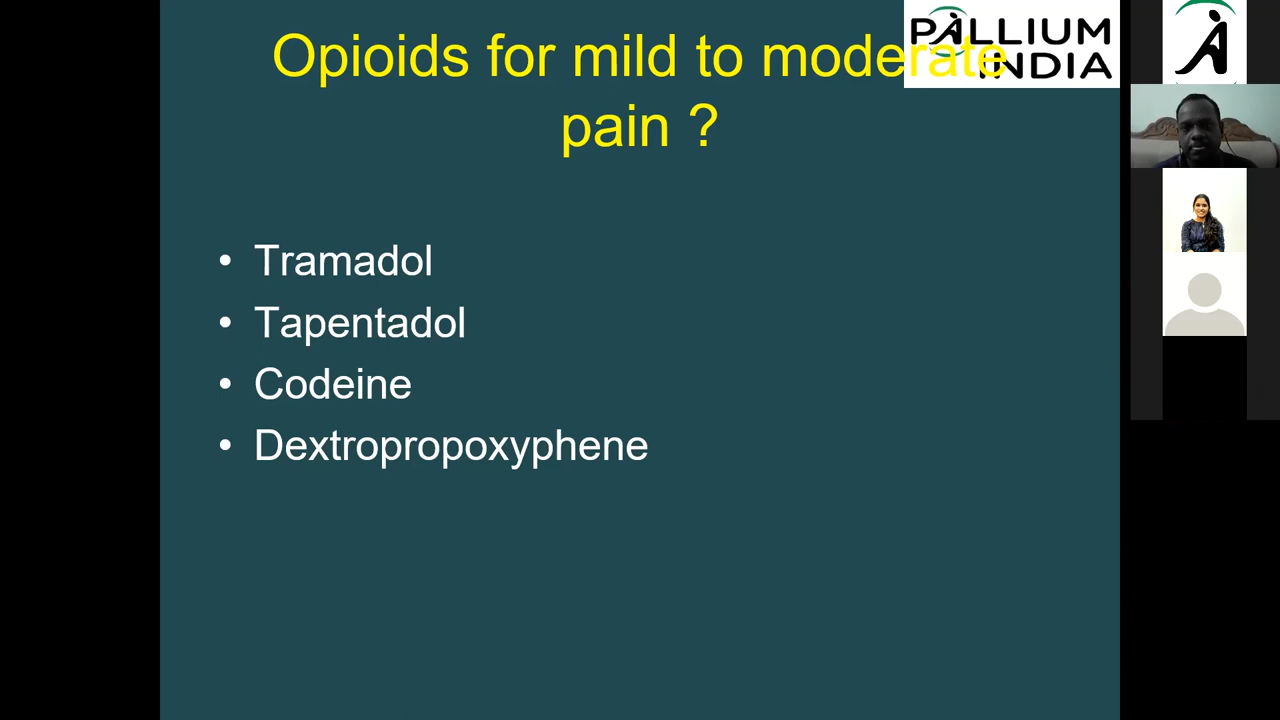 Opioids for mild to moderate
pain ?
PALLIUM
INDIA
• Tramadol
• Tapentadol
• Codeine
• Dextropropoxyphene